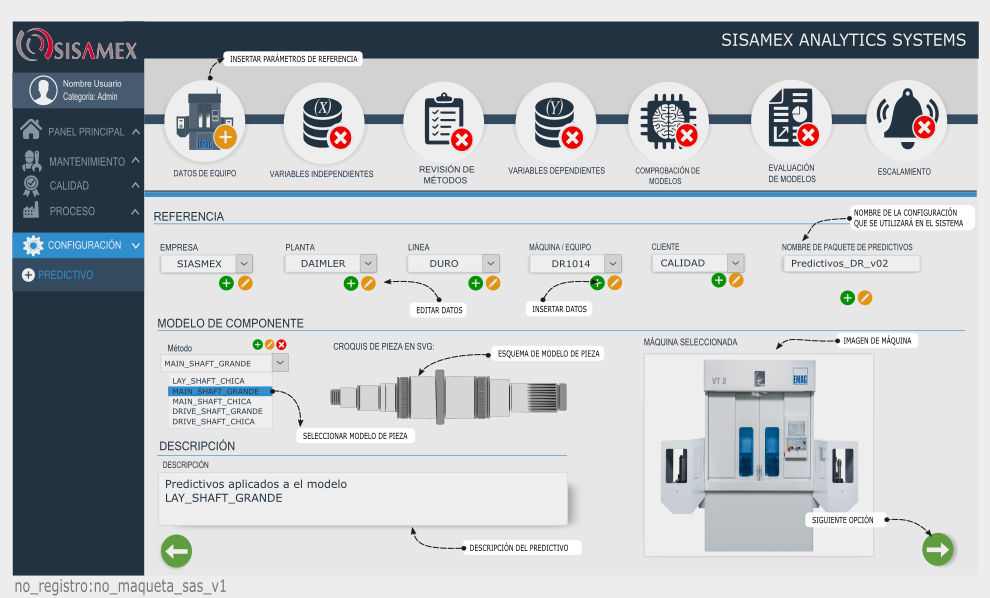 SISAMEX
SISAMEX ANALYTICS SYSTEMS
INSERTAR PARÁMETROS DE REFERENCIA
Nombre Usuario
Categoria: Admin
PANEL PRINCIPAL
MANTENIMIENTO
CALIDAD
PROCESO
CONFIGURACIÓN
PREDICTIVO
EMAG
(X)
(Y)
DATOS DE EQUIPO
VARIABLES INDEPENDIENTES
REVISIÓN DE
MÉTODOS
VARIABLES DEPENDIENTES
COMPROBACIÓN DE
MODELOS
EVALUACIÓN
DE MODELOS
ESCALAMIENTO
REFERENCIA
NOMBRE DE LA CONFIGURACIÓN
QUE SE UTILIZARÁ EN EL SISTEMA
EMPRESA
PLANTA
LINEA
MÁQUINA / EQUIPO
CLIENTE
NOMBRE DE PAQUETE DE PREDICTIVOS
SIASMEX
DAIMLER
DURO
DR1014
CALIDAD
Predictivos_DR_v02
EDITAR DATOS
INSERTAR DATOS
MODELO DE COMPONENTE
Método
MAIN_SHAFT_GRANDE
LAY_SHAFT_CHICA
MAIN_SHAFT_GRANDE
MAIN_SHAFT_CHICA
DRIVE_SHAFT_GRANDE
DRIVE_SHAFT_CHICA
CROQUIS DE PIEZA EN SVG:
ESQUEMA DE MODELO DE PIEZA
SELECCIONAR MODELO DE PIEZA
MÁQUINA SELECCIONADA
IMAGEN DE MÁQUINA
VT 2
EMAG
DESCRIPCIÓN
DESCRIPCIÓN
Predictivos aplicados a el modelo
LAY_SHAFT_GRANDE
DESCRIPCIÓN DEL PREDICTIVO
SIGUIENTE OPCIÓN
no_registro:no_maqueta_sas_v1